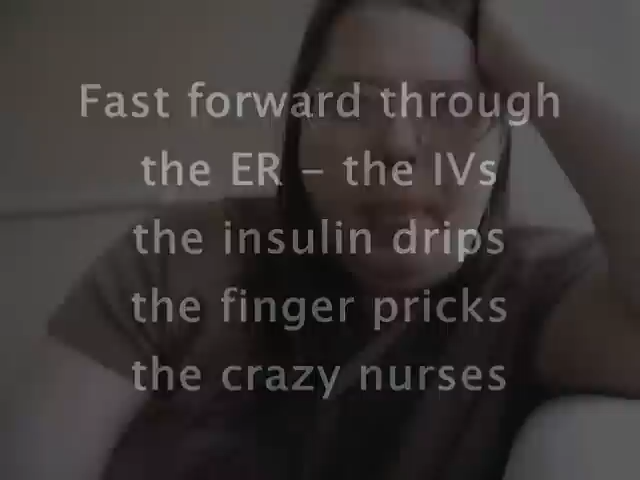 Fast forward through
the ER – the IVs
the insulin drips
the finger pricks
the crazy nurses